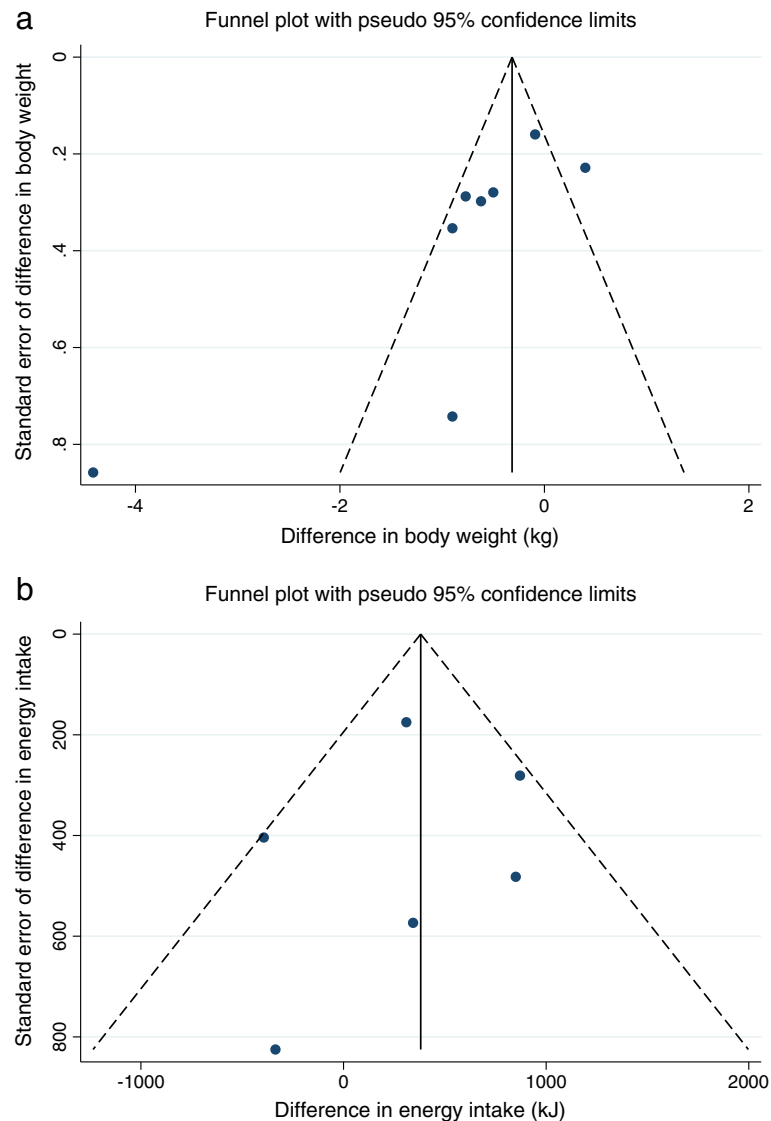 a
Funnel plot with pseudo 95% confidence limits
Standard error of difference in body weight
0
.2
.4
.6
.8
-4 -2 0 2
Difference in body weight (kg)
b
Funnel plot with pseudo 95% confidence limits
Standard error of difference in energy intake
0
200
400
600
800
-1000 0 1000 2000
Difference in energy intake (kJ)